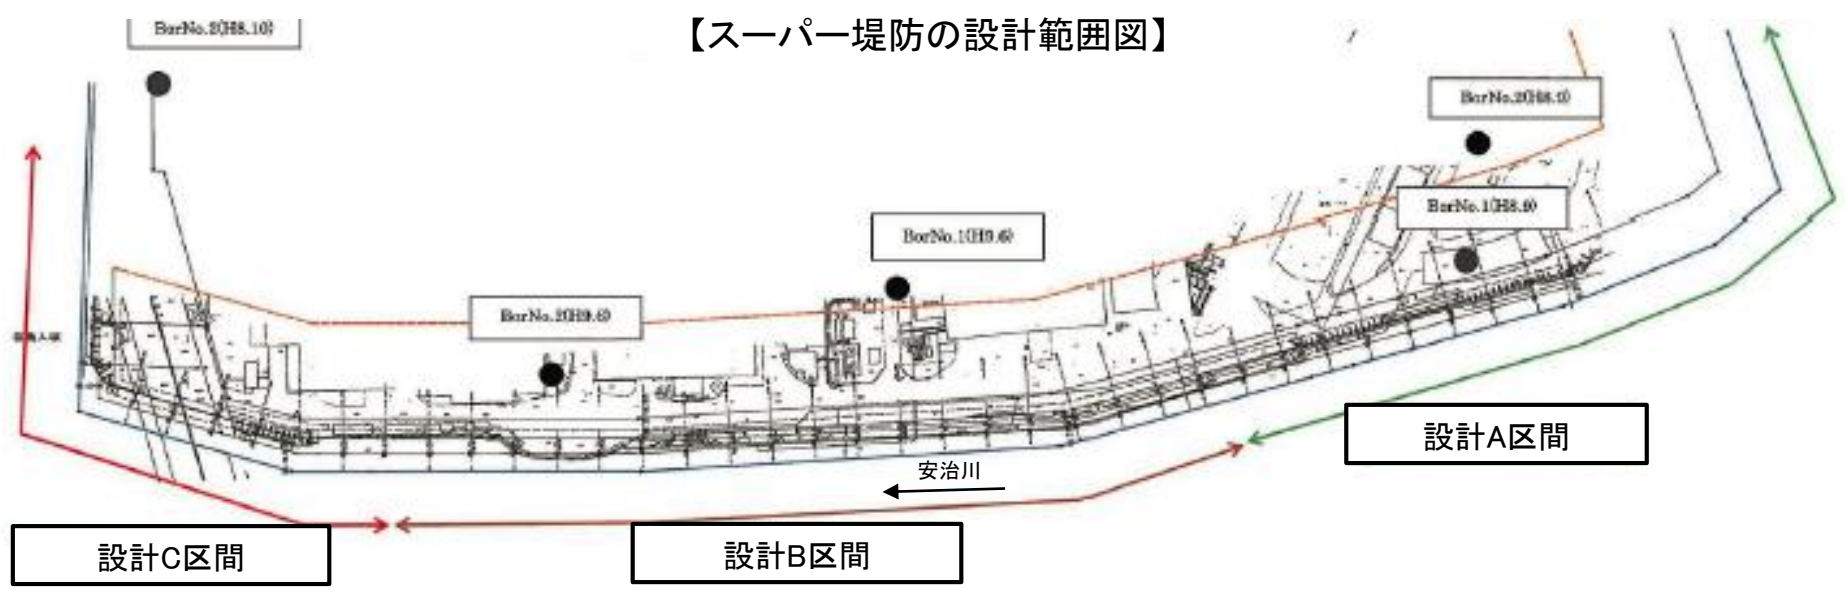 【スーパー堤防の設計範囲図】
BorNo.2(H8.10)
BorNo.2(H8.9)
BorNo.1(H8.9)
BorNo.1(H9.6)
BorNo.2(H9.6)
設計A区間
安治川
設計B区間
設計C区間